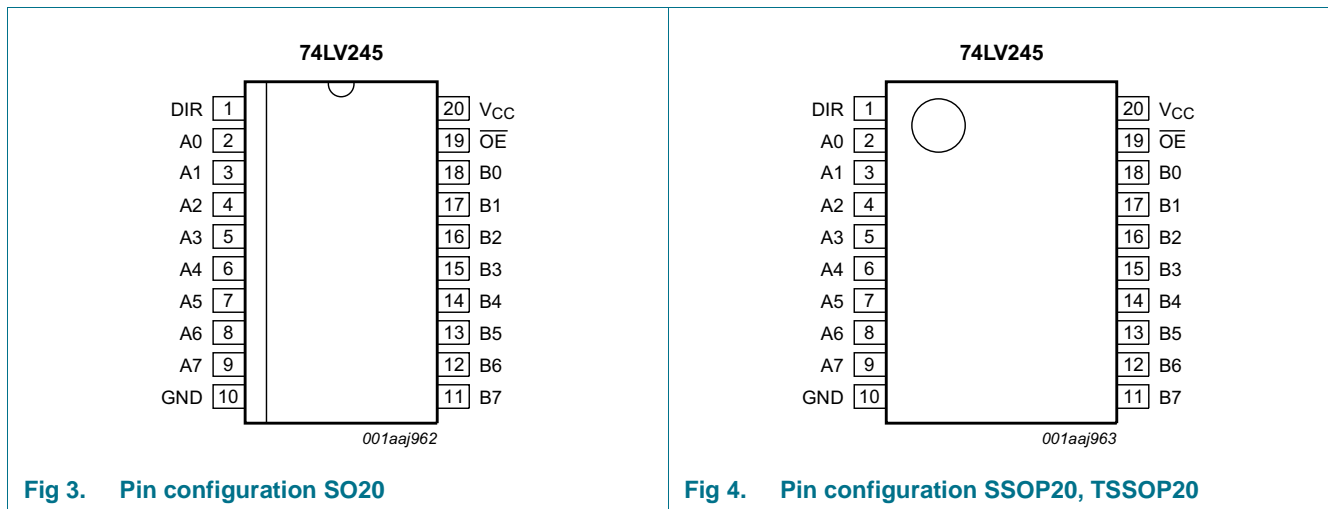 74LV245
DIR 1
A0 2
A1 3
A2 4
A3 5
A4 6
A5 7
A6 8
A7 9
GND 10
20 VCC
19 O̅E̅
18 B0
17 B1
16 B2
15 B3
14 B4
13 B5
12 B6
11 B7
001aaj962
Fig 3. Pin configuration SO20
74LV245
DIR 1
A0 2
A1 3
A2 4
A3 5
A4 6
A5 7
A6 8
A7 9
GND 10
20 VCC
19 O̅E̅
18 B0
17 B1
16 B2
15 B3
14 B4
13 B5
12 B6
11 B7
001aaj963
Fig 4. Pin configuration SSOP20, TSSOP20